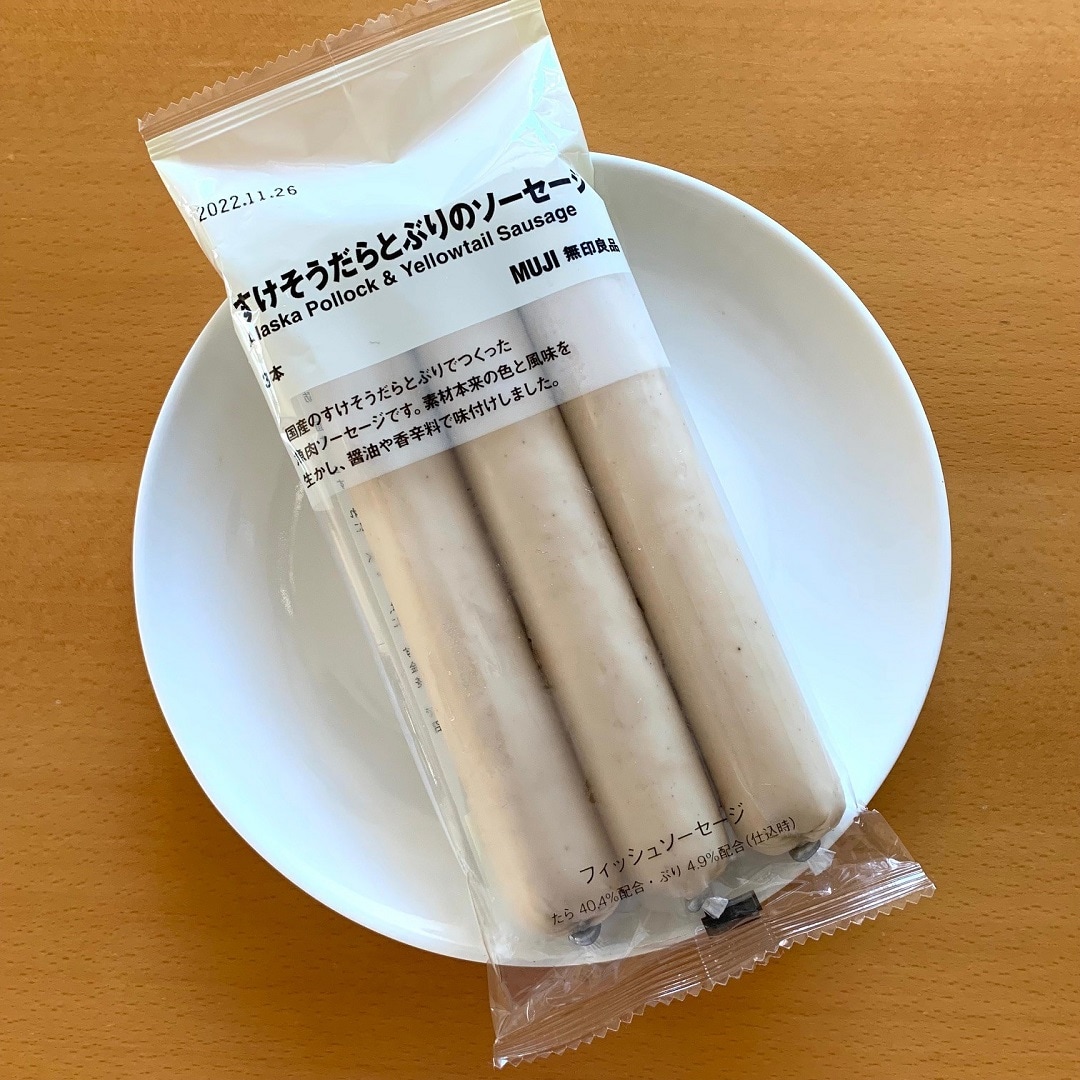 2022.11.26
すけそうだらとぶりのソーセージ
Alaska Pollock & Yellowtail Sausage
MUJI 無印良品
3本
国産のすけそうだらとぶりでつくった
魚肉ソーセージです。素材本来の色と風味を
生かし、醤油や香辛料で味付けしました。
フィッシュソーセージ
たら 40.4%配合・ぶり 4.9%配合(仕込時)